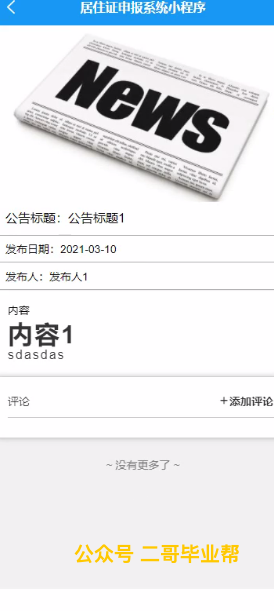 居住证申报系统小程序
News
公告标题：公告标题1
发布日期：2021-03-10
发布人：发布人1
内容
内容1
sdasdas
评论
+添加评论
~ 没有更多了 ~
公众号 二哥毕业帮